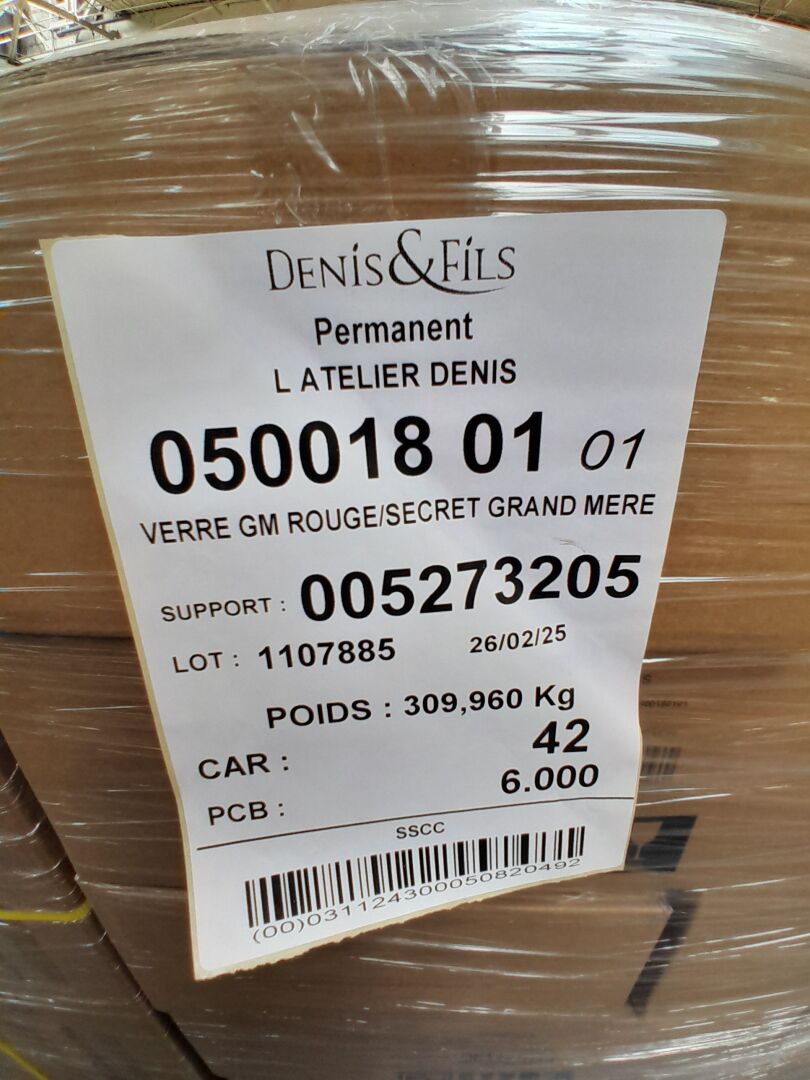 DENIS&FILS
Permanent
L ATELIER DENIS
050018 01 01
VERRE GM ROUGE/SECRET GRAND MERE
SUPPORT : 005273205
LOT : 1107885 26/02/25
POIDS : 309,960 Kg
CAR : 42
PCB : 6.000
SSCC
(00)031124300050820492